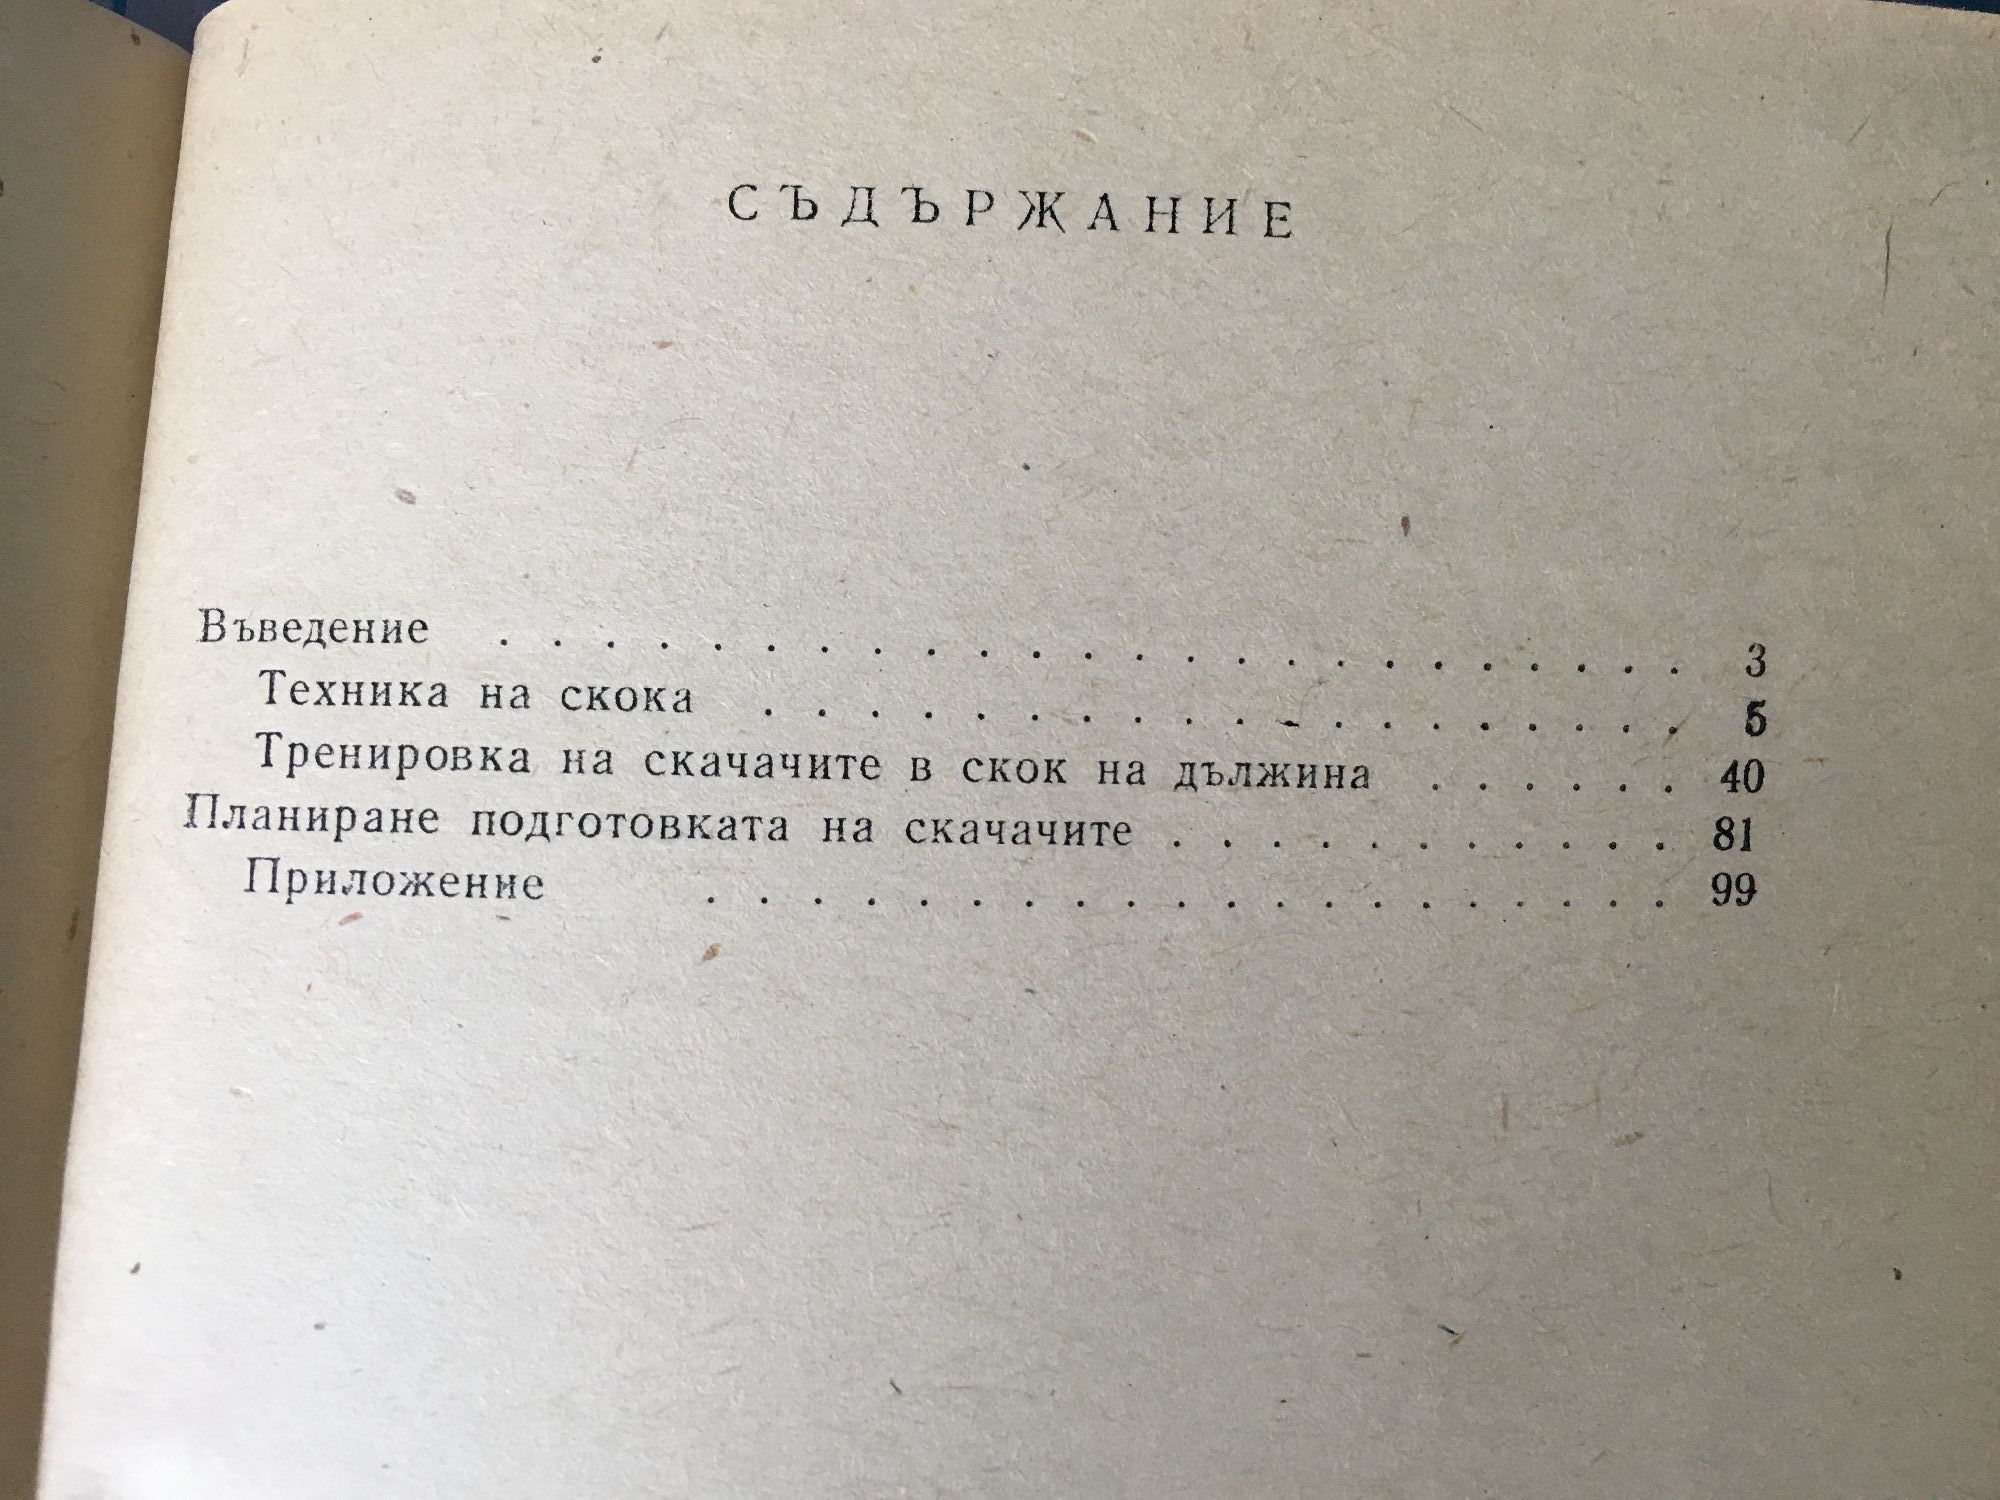 СЪДЪРЖАНИЕ
Въведение . . . . . . . . . . . . . . . . . . . . . . . 3
Техника на скока . . . . . . . . . . . . . . . . . . 5
Тренировка на скачачите в скок на дължина . . . . . . 40
Планиране подготовката на скачачите . . . . . . . . . . . 81
Приложение . . . . . . . . . . . . . . . . . . . 99